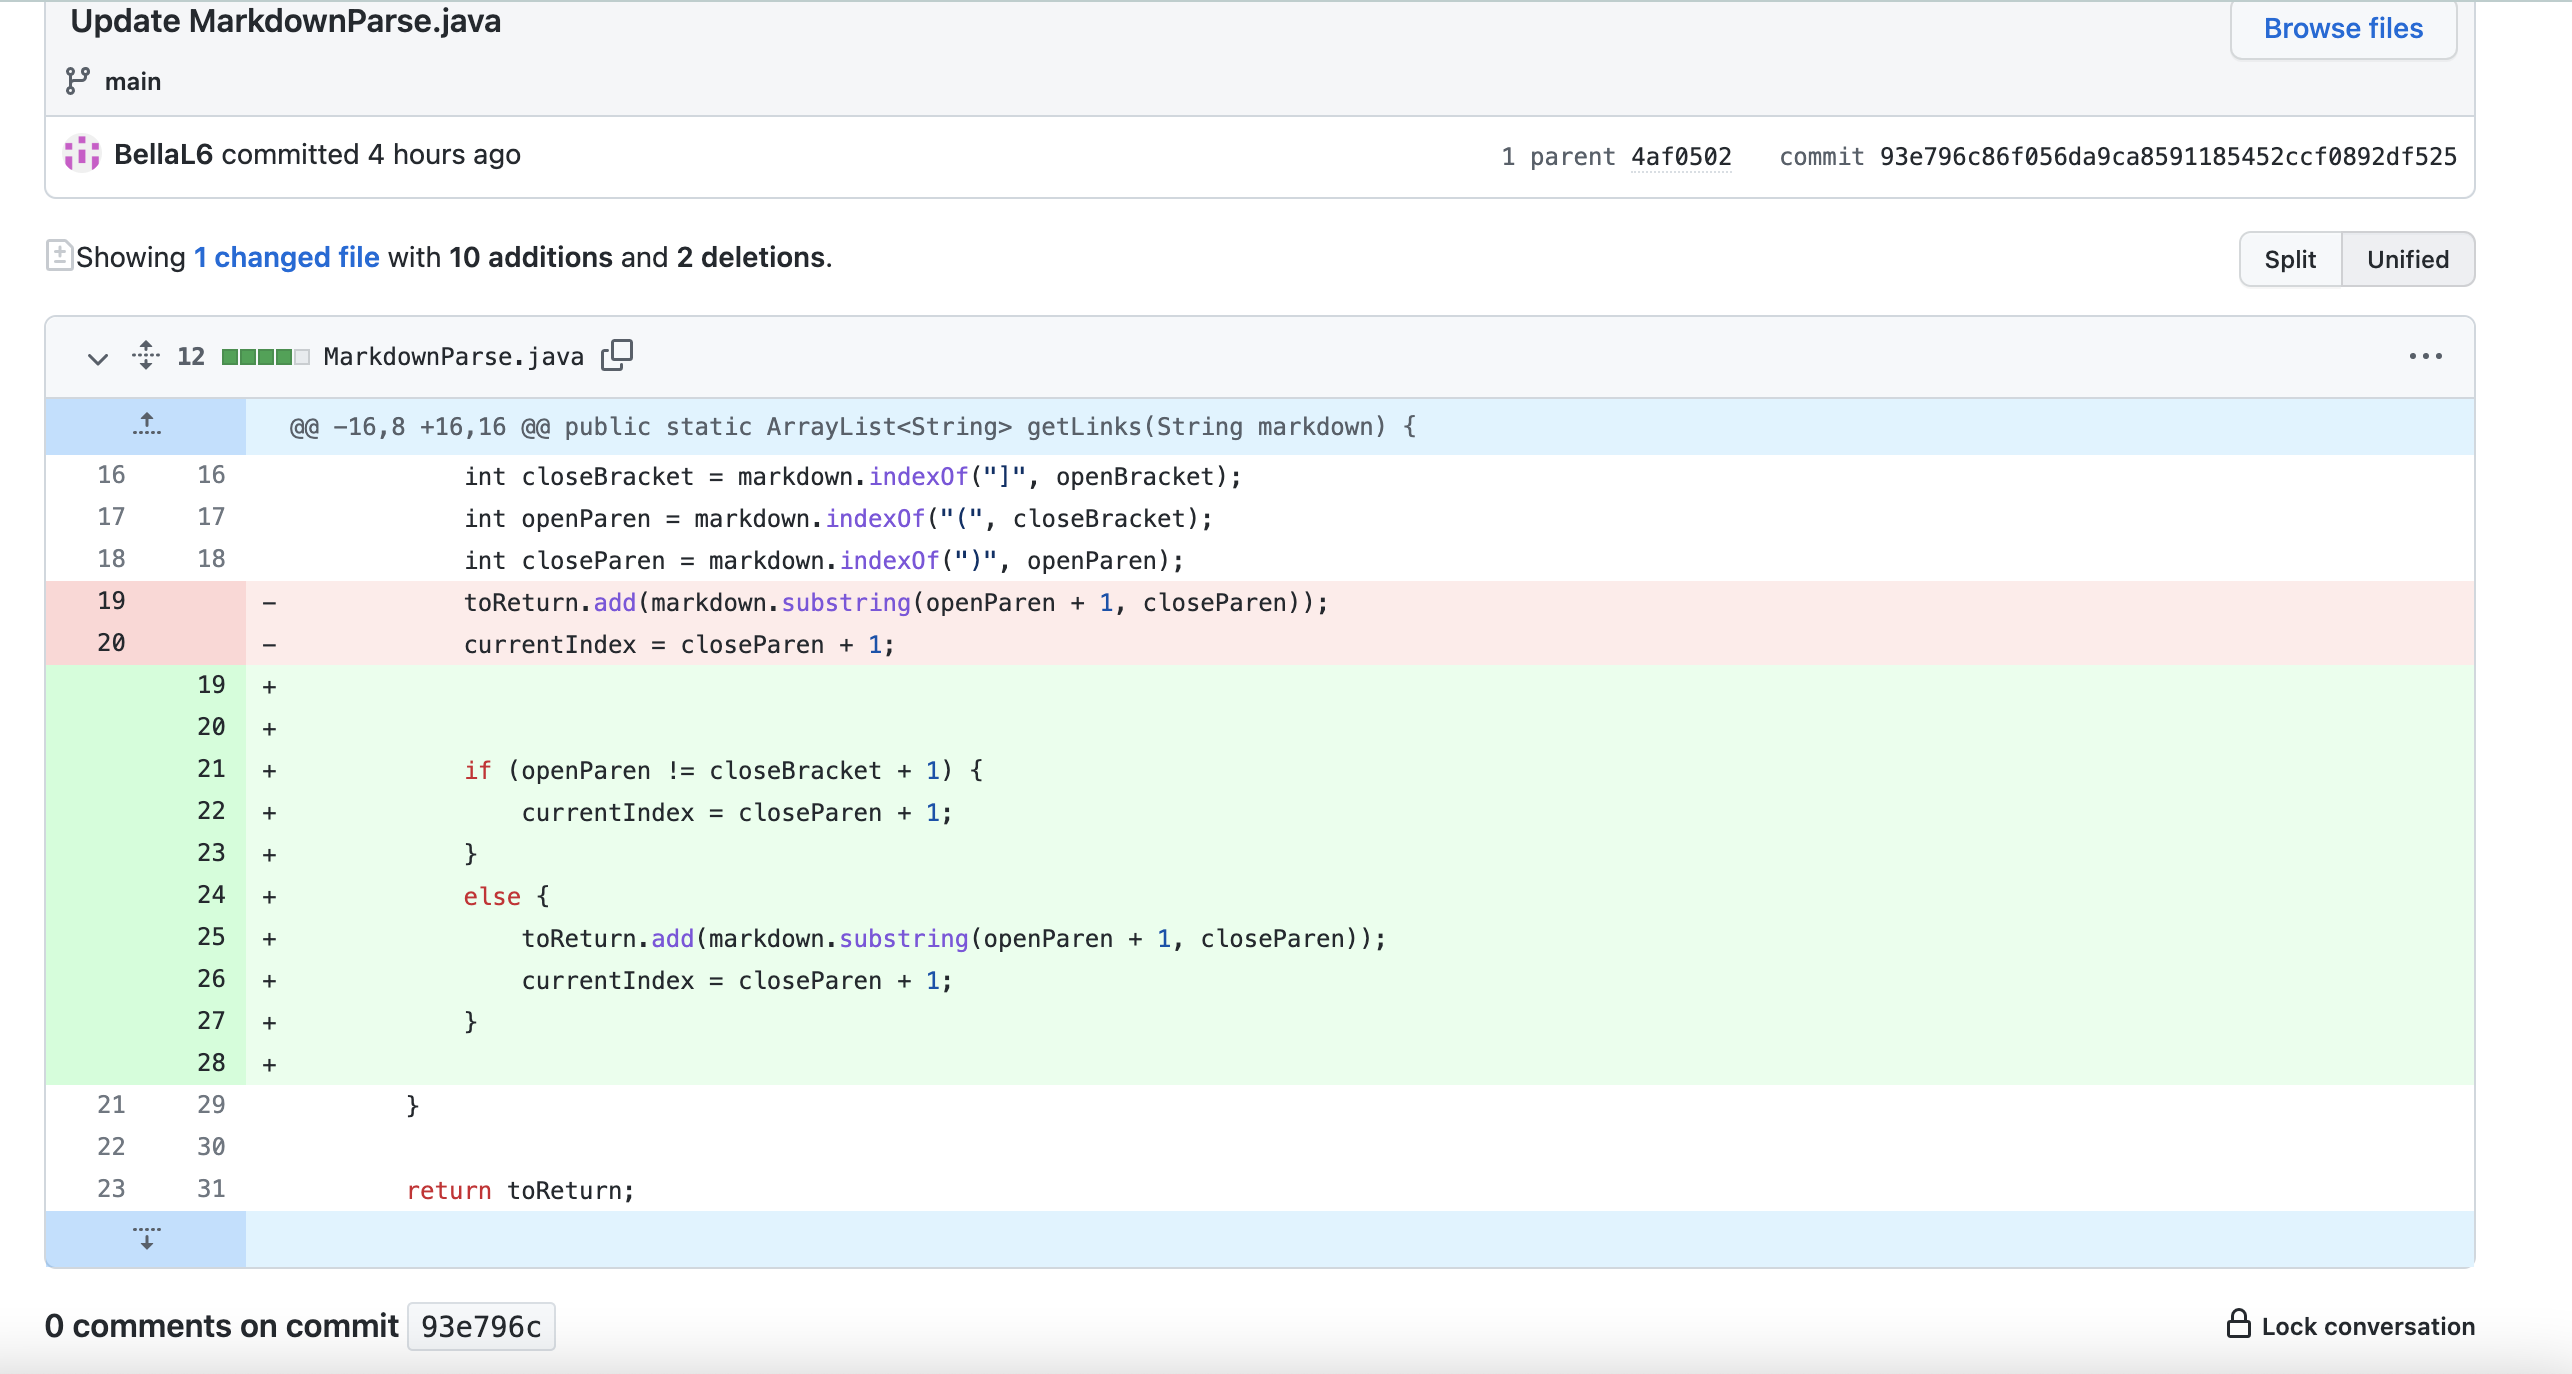 Update MarkdownParse.java
Browse files
main
BellaL6 committed 4 hours ago
1 parent 4af0502 commit 93e796c86f056da9ca8591185452ccf0892df525
Showing 1 changed file with 10 additions and 2 deletions.
Split Unified
12 MarkdownParse.java
@@ -16,8 +16,16 @@ public static ArrayList<String> getLinks(String markdown) {
16 16 int closeBracket = markdown.indexOf("]", openBracket);
17 17 int openParen = markdown.indexOf("(", closeBracket);
18 18 int closeParen = markdown.indexOf(")", openParen);
19 - toReturn.add(markdown.substring(openParen + 1, closeParen));
20 - currentIndex = closeParen + 1;
19 +
20 +
21 + if (openParen != closeBracket + 1) {
22 + currentIndex = closeParen + 1;
23 + }
24 + else {
25 + toReturn.add(markdown.substring(openParen + 1, closeParen));
26 + currentIndex = closeParen + 1;
27 + }
28 +
21 29 }
22 30
23 31 return toReturn;
0 comments on commit 93e796c
Lock conversation